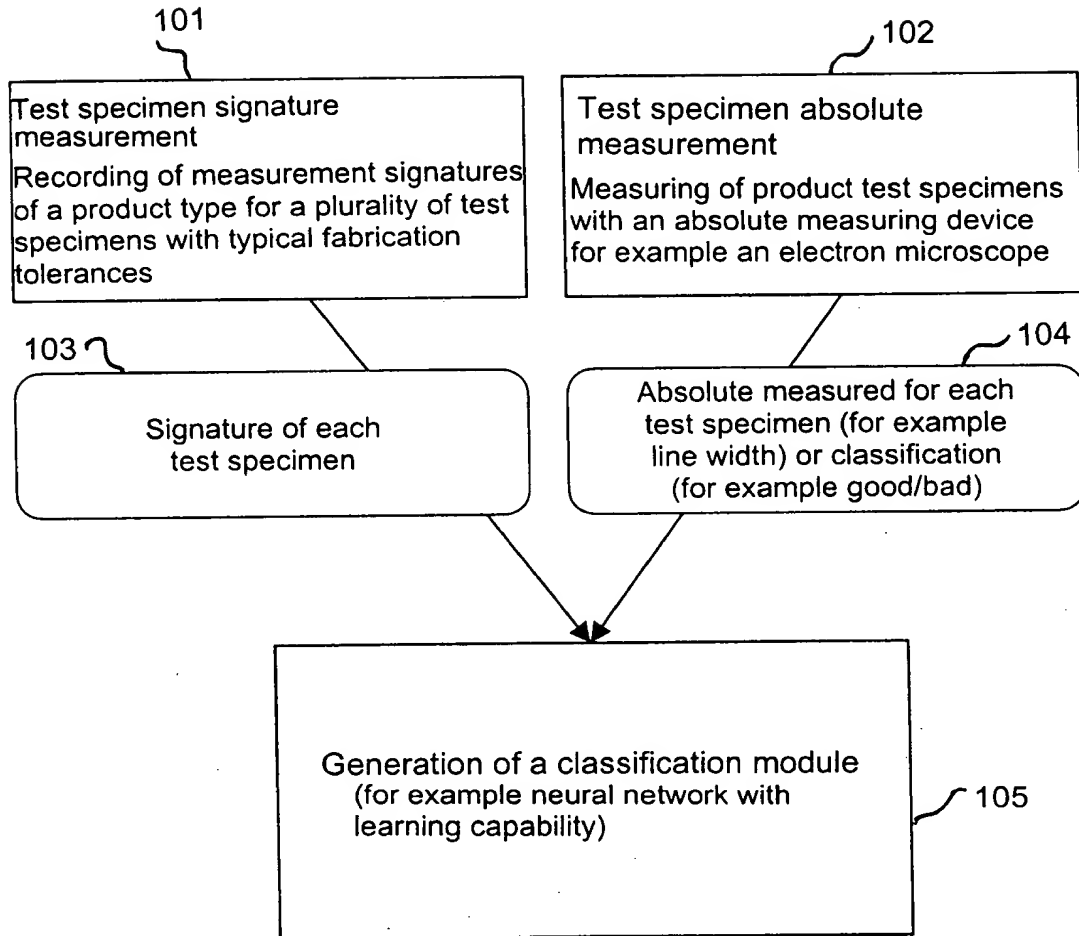 101
102
Test specimen signature
measurement
Recording of measurement signatures
of a product type for a plurality of test
specimens with typical fabrication
tolerances
Test specimen absolute
measurement
Measuring of product test specimens
with an absolute measuring device
for example an electron microscope
103
104
Signature of each
test specimen
Absolute measured for each
test specimen (for example
line width) or classification
(for example good/bad)
Generation of a classification module
(for example neural network with
learning capability)
105